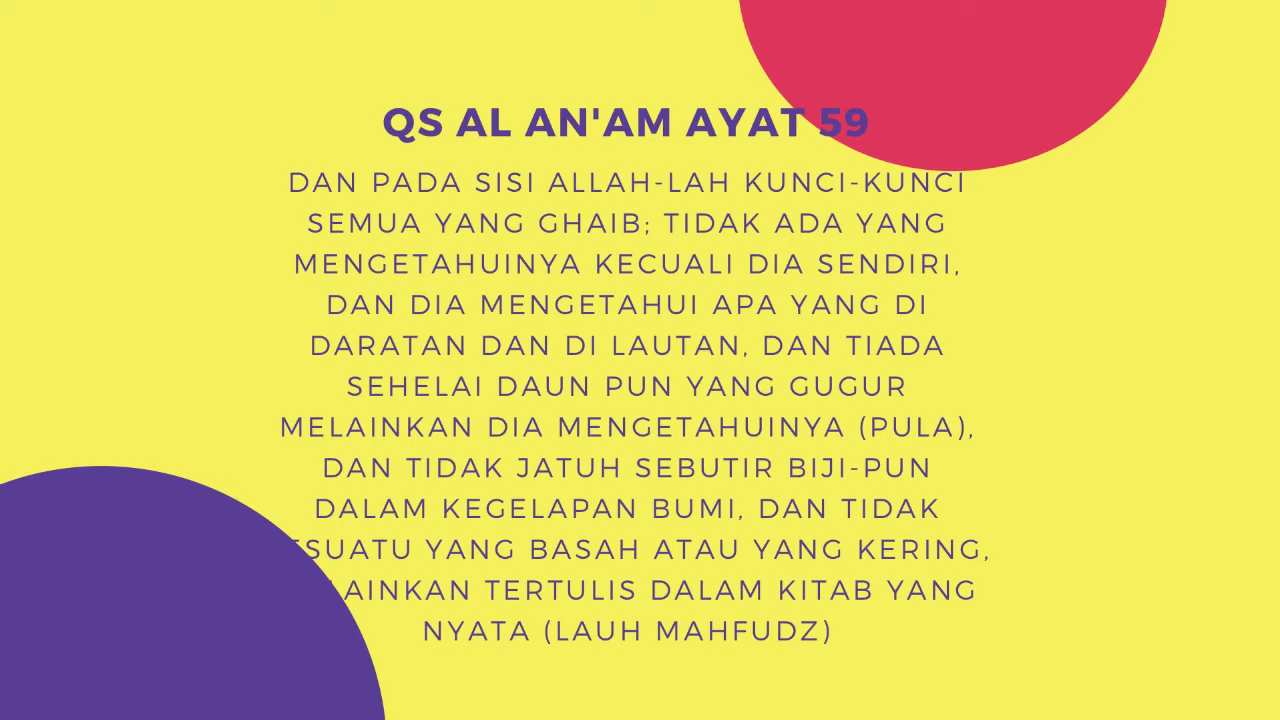 QS AL AN'AM AYAT 59
DAN PADA SISI ALLAH-LAH KUNCI-KUNCI
SEMUA YANG GHAIB; TIDAK ADA YANG
MENGETAHUINYA KECUALI DIA SENDIRI,
DAN DIA MENGETAHUI APA YANG DI
DARATAN DAN DI LAUTAN, DAN TIADA
SEHELAI DAUN PUN YANG GUGUR
MELAINKAN DIA MENGETAHUINYA (PULA),
DAN TIDAK JATUH SEBUTIR BIJI-PUN
DALAM KEGELAPAN BUMI, DAN TIDAK
YANG BASAH ATAU YANG KERING,
TERTULIS DALAM KITAB YANG
NYATA (LAUH MAHFUDZ)